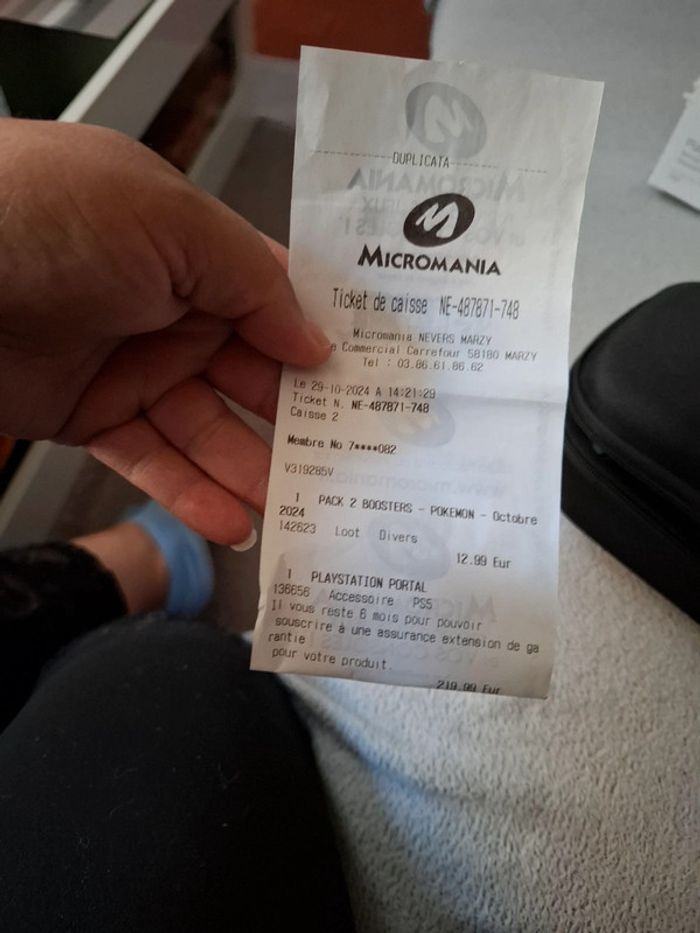 DUPLICATA
MICROMANIA
Ticket de caisse NE-487871-748
Micromania NEVERS MARZY
Commercial Carrefour 58180 MARZY
Tel : 03.86.61.86.62
Le 29-10-2024 A 14:21:29
Ticket N. NE-487871-748
Caisse 2
Membre No 7****082
V319285V
1 PACK 2 BOOSTERS - POKEMON - Octobre
2024
142623 Loot Divers
12.99 Eur
1 PLAYSTATION PORTAL
136656 Accessoire PS5
Il vous reste 6 mois pour pouvoir
souscrire à une assurance extension de ga
rantie
pour votre produit.
219.99 Eur